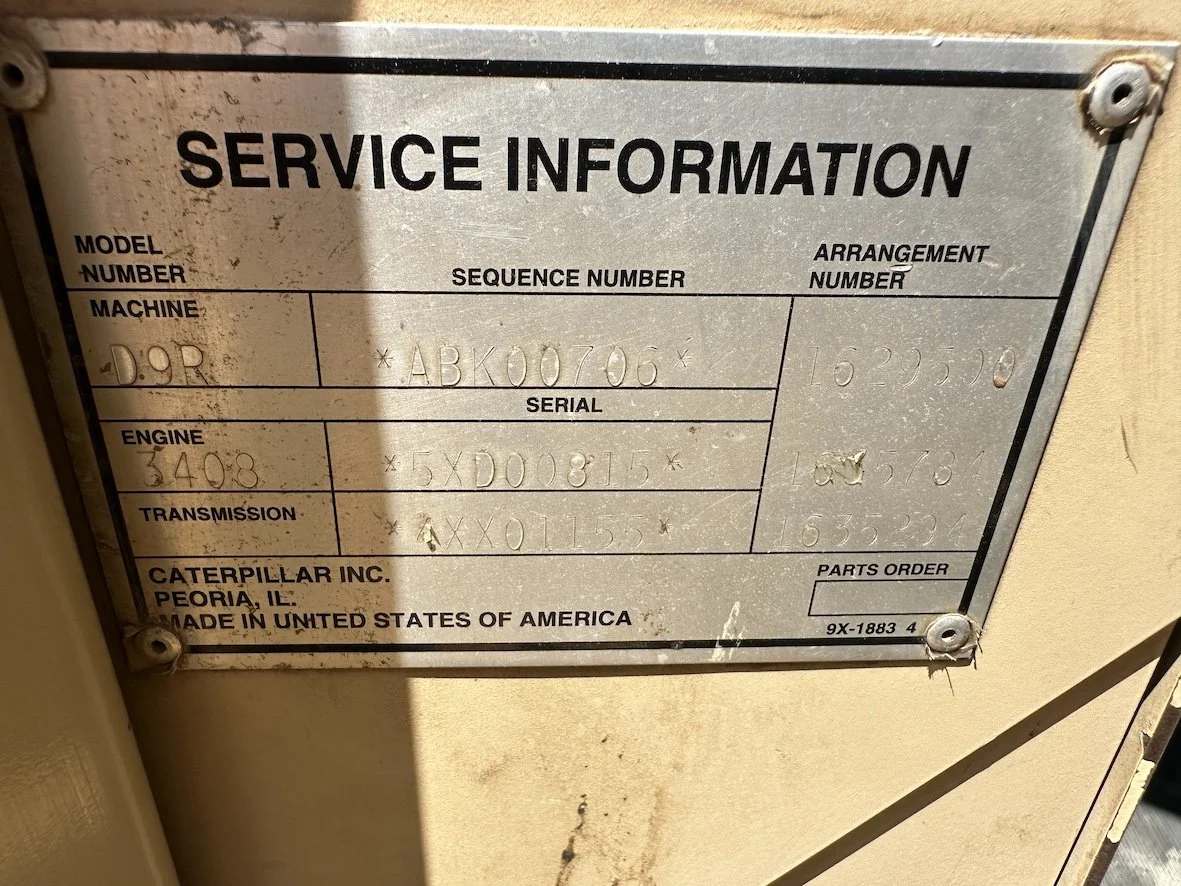 SERVICE INFORMATION
MODEL NUMBER
SEQUENCE NUMBER
ARRANGEMENT NUMBER
MACHINE
D9R *ABK00706*
SERIAL
ENGINE
3408 *5XD00815*
TRANSMISSION
1635294
CATERPILLAR INC.
PEORIA, IL.
MADE IN UNITED STATES OF AMERICA
PARTS ORDER
9X-1883 4